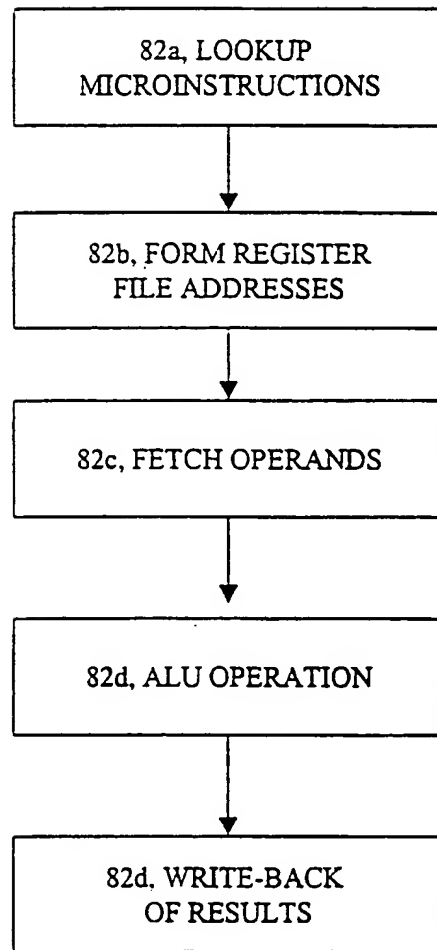 82a, LOOKUP
MICROINSTRUCTIONS
82b, FORM REGISTER
FILE ADDRESSES
82c, FETCH OPERANDS
82d, ALU OPERATION
82d, WRITE-BACK
OF RESULTS